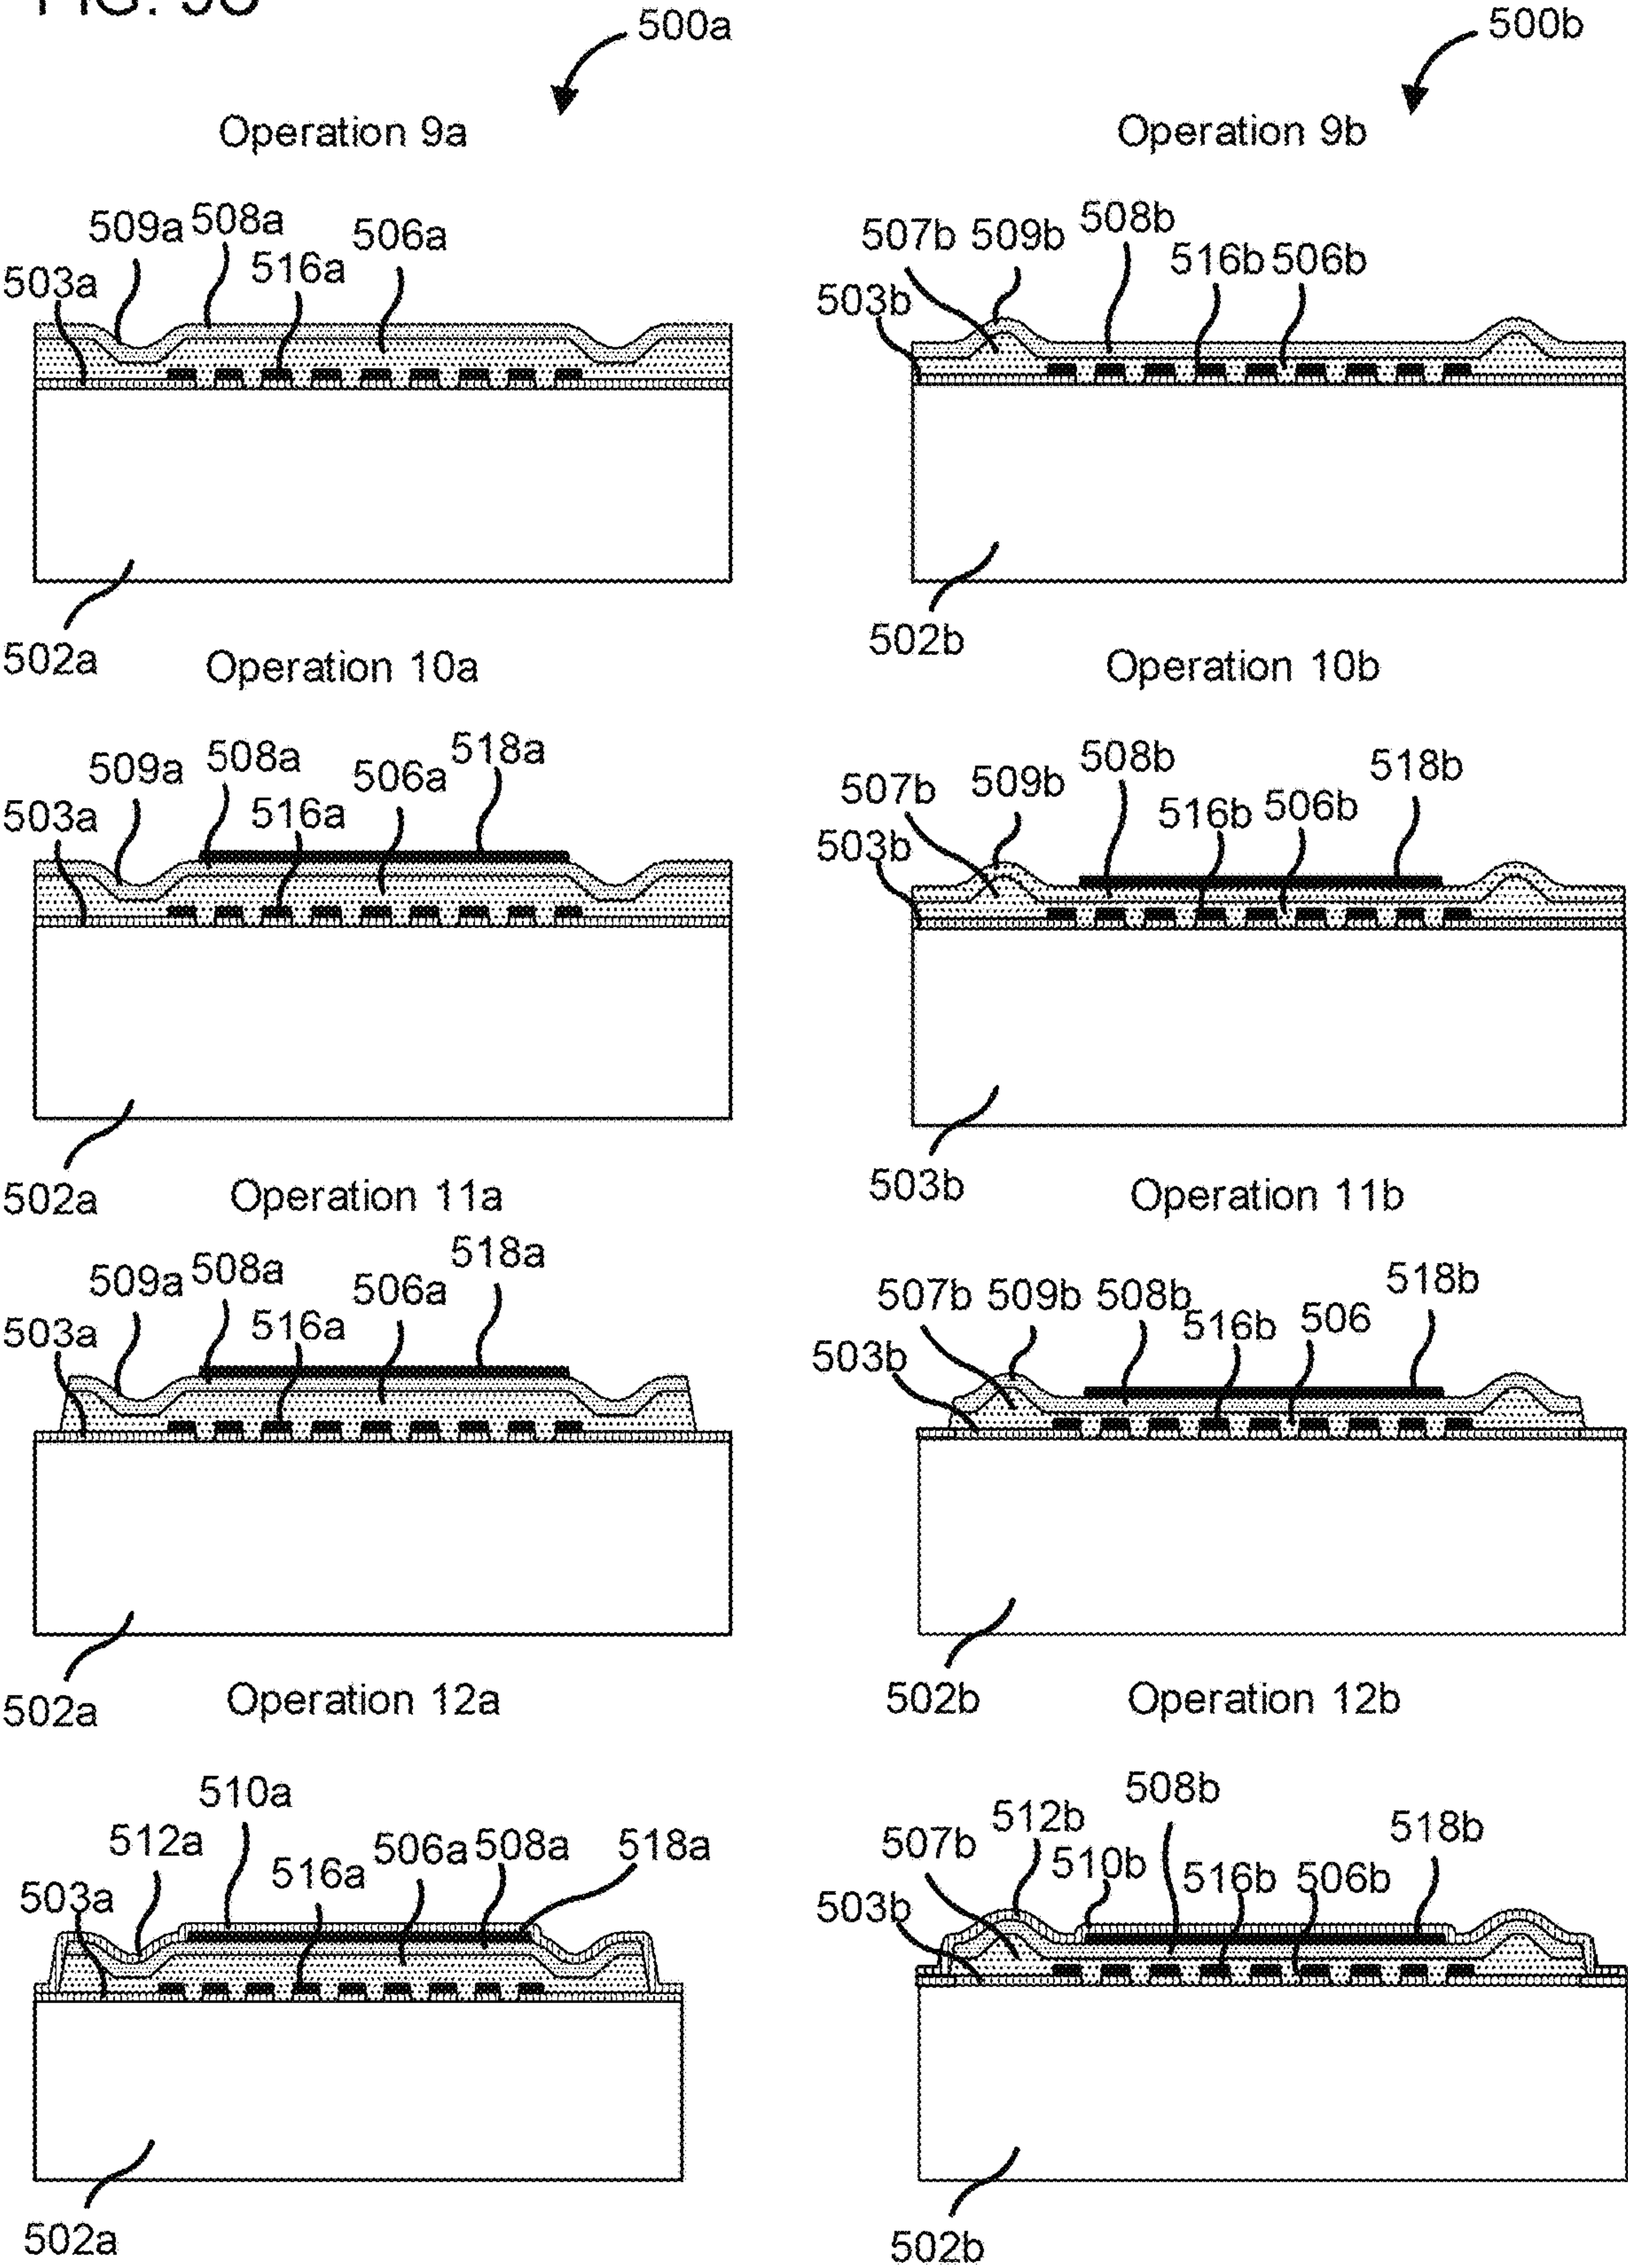 500a 500b
Operation 9a Operation 9b
509a 508a 506a 507b 509b 508b
503a 516a 503b 516b 506b
502a 502b
Operation 10a Operation 10b
509a 508a 506a 518a 507b 509b 508b 518b
503a 516a 503b 516b 506b
502a 503b
Operation 11a Operation 11b
509a 508a 506a 518a 507b 509b 508b 518b
503a 516a 503b 516b 506
502a 502b
Operation 12a Operation 12b
510a 508b
512a 506a 508a 518a 507b 512b 518b
503a 516a 503b 510b 516b 506b
502a 502b